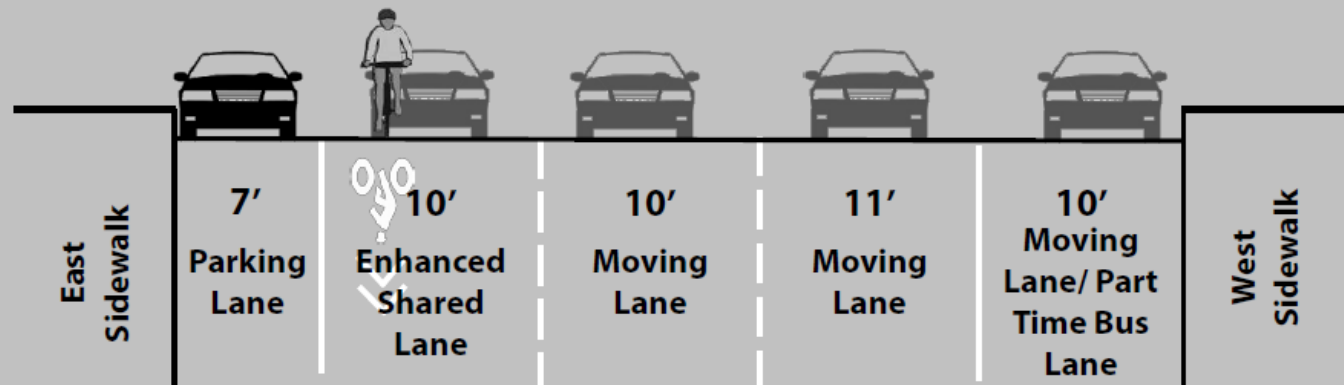 East
Sidewalk
7’
Parking
Lane
10’
Enhanced
Shared
Lane
10’
Moving
Lane
11’
Moving
Lane
10’
Moving
Lane/ Part
Time Bus
Lane
West
Sidewalk